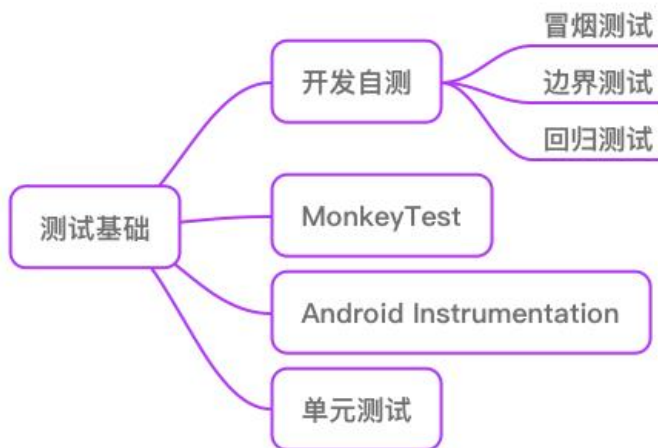 测试基础
开发自测
冒烟测试
边界测试
回归测试
MonkeyTest
Android Instrumentation
单元测试